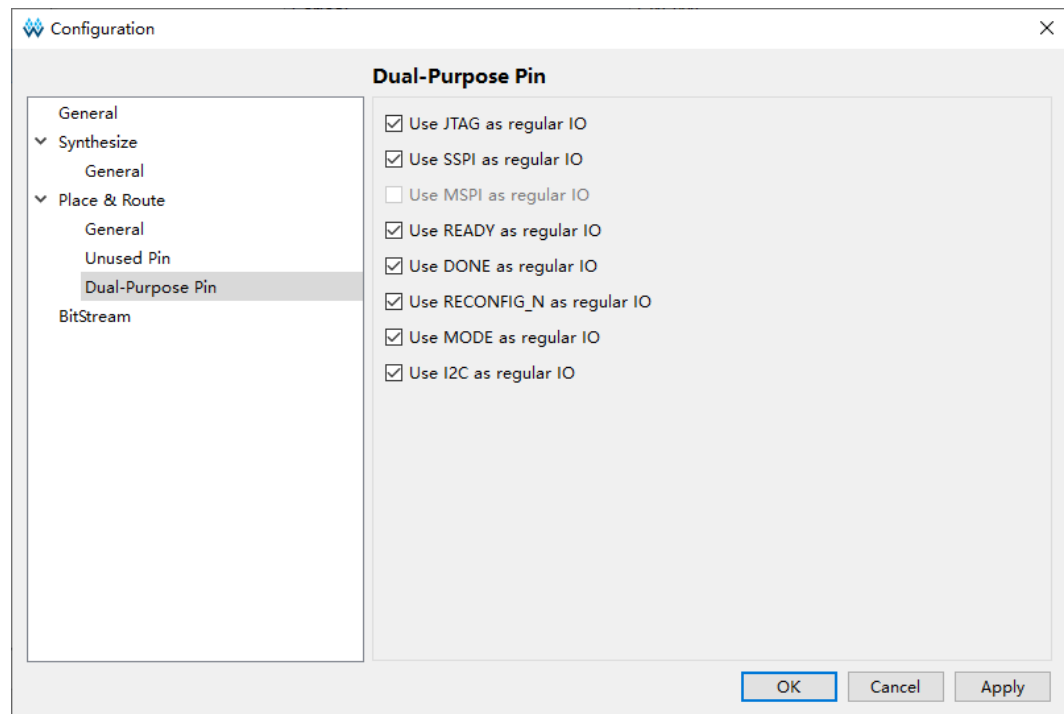 Configuration
Dual-Purpose Pin
General
Synthesize
General
Place & Route
General
Unused Pin
Dual-Purpose Pin
BitStream
Use JTAG as regular IO
Use SSPI as regular IO
Use MSPI as regular IO
Use READY as regular IO
Use DONE as regular IO
Use RECONFIG_N as regular IO
Use MODE as regular IO
Use I2C as regular IO
OK
Cancel
Apply